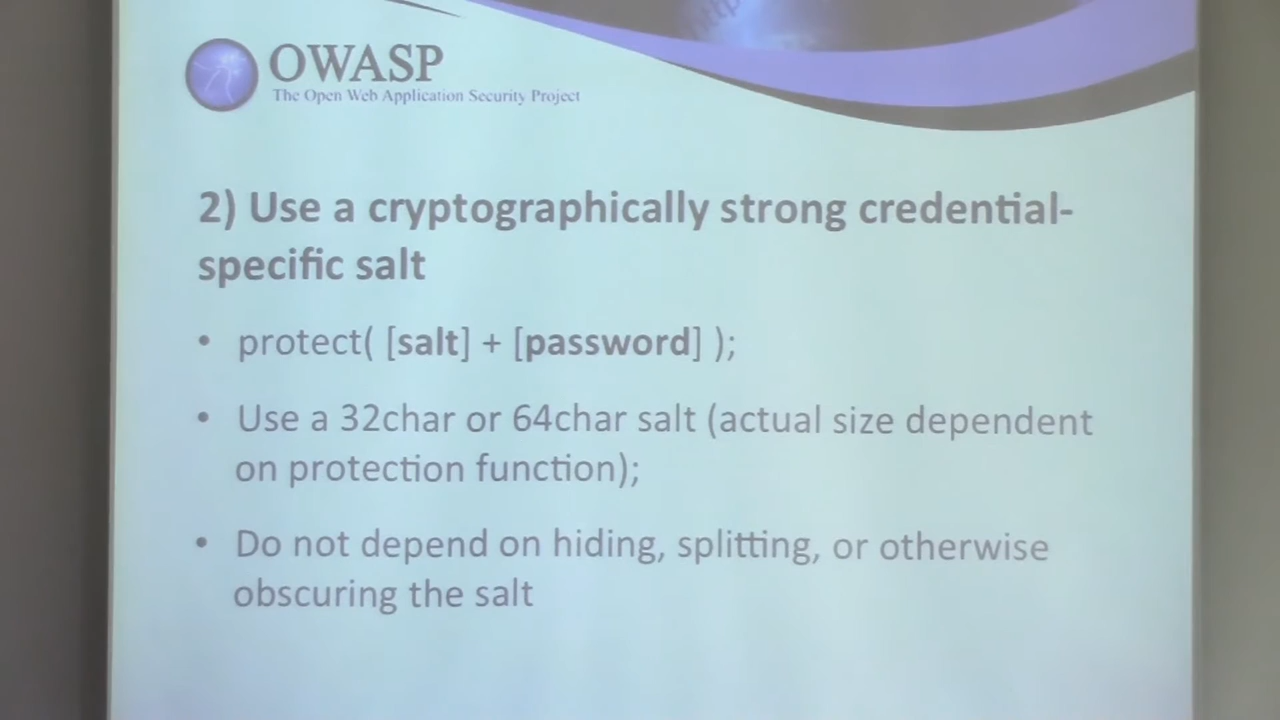 OWASP
The Open Web Application Security Project
2) Use a cryptographically strong credential-
specific salt
• protect( [salt] + [password] );
• Use a 32char or 64char salt (actual size dependent
on protection function);
• Do not depend on hiding, splitting, or otherwise
obscuring the salt